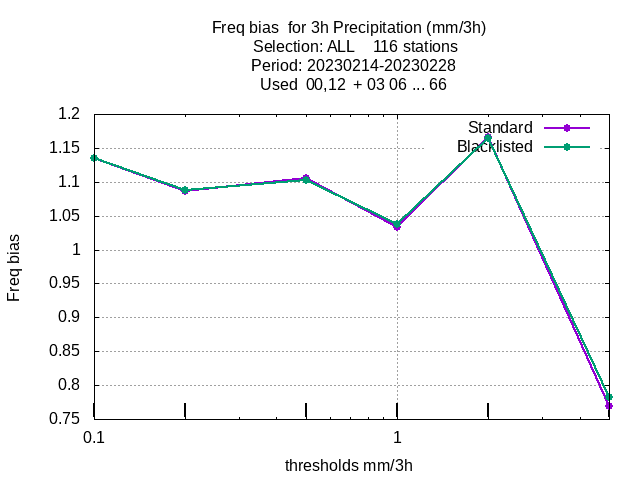 Freq bias  for 3h Precipitation (mm/3h)
Selection: ALL    116 stations
Period: 20230214-20230228
Used  00,12  + 03 06 ... 66
Standard
Blacklisted
1.2
1.15
1.1
1.05
1
0.95
0.9
0.85
0.8
0.75
Freq bias
0.1
1
thresholds mm/3h